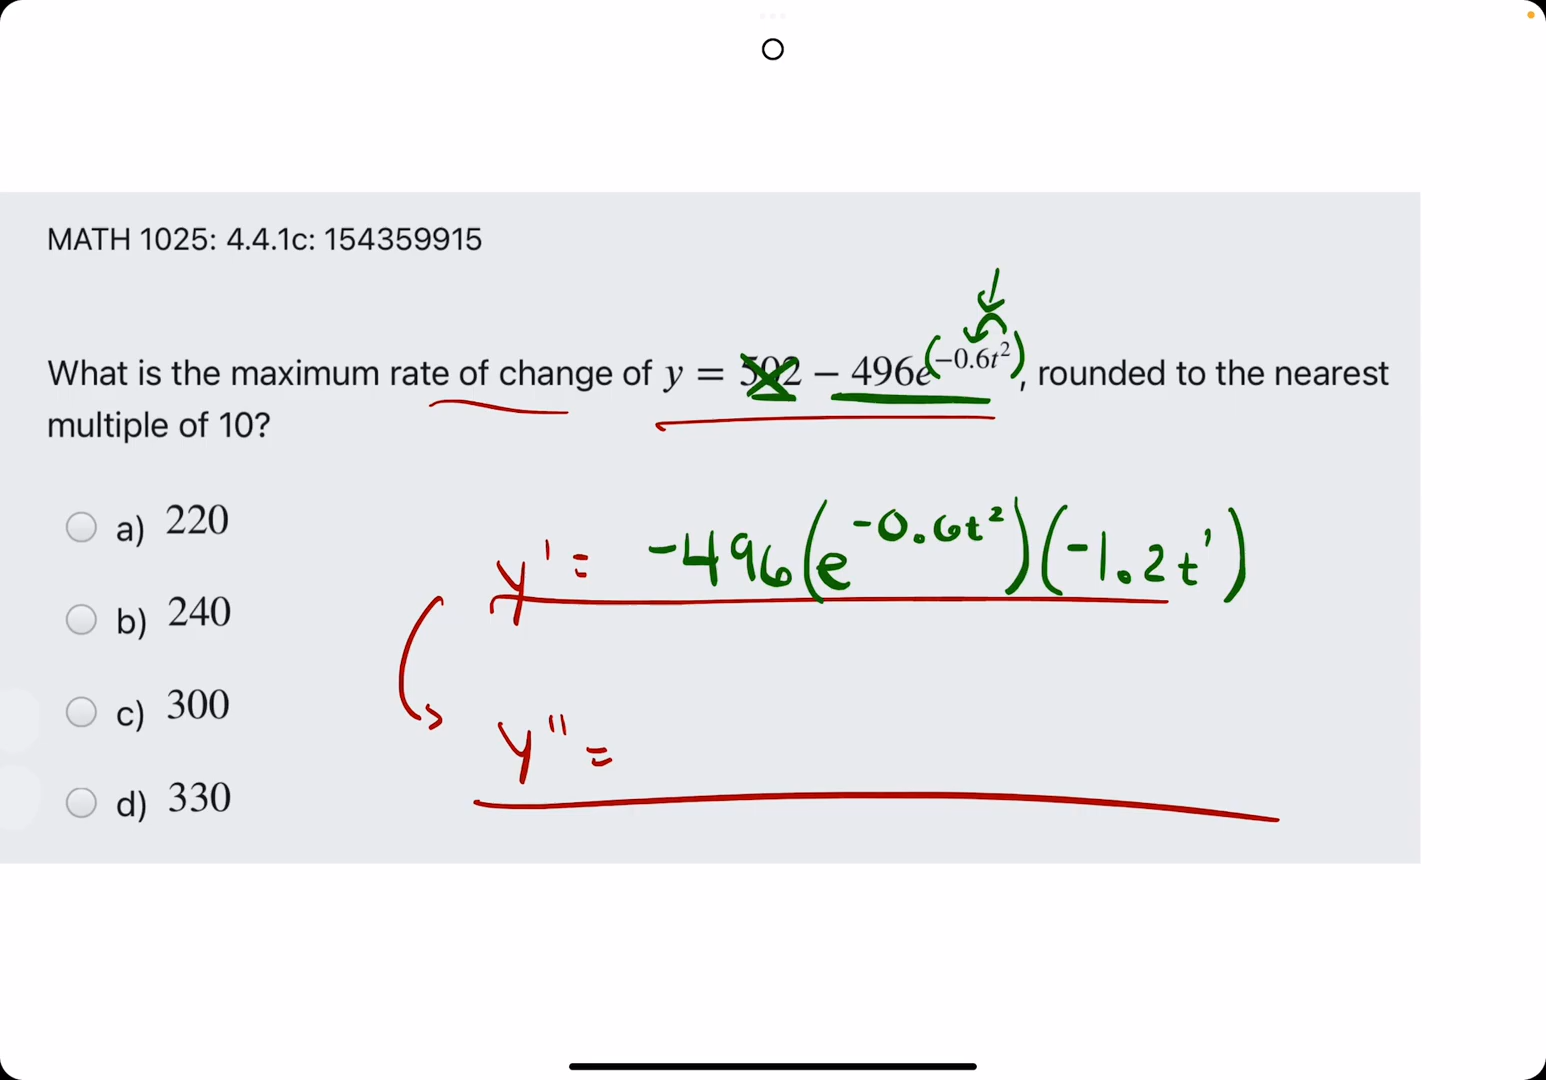 MATH 1025: 4.4.1c: 154359915
What is the maximum rate of change of y = 502 − 496e^(−0.6t²), rounded to the nearest
multiple of 10?
a) 220
b) 240
c) 300
d) 330
y' = -496(e^-0.6t²)(-1.2t')
y'' =